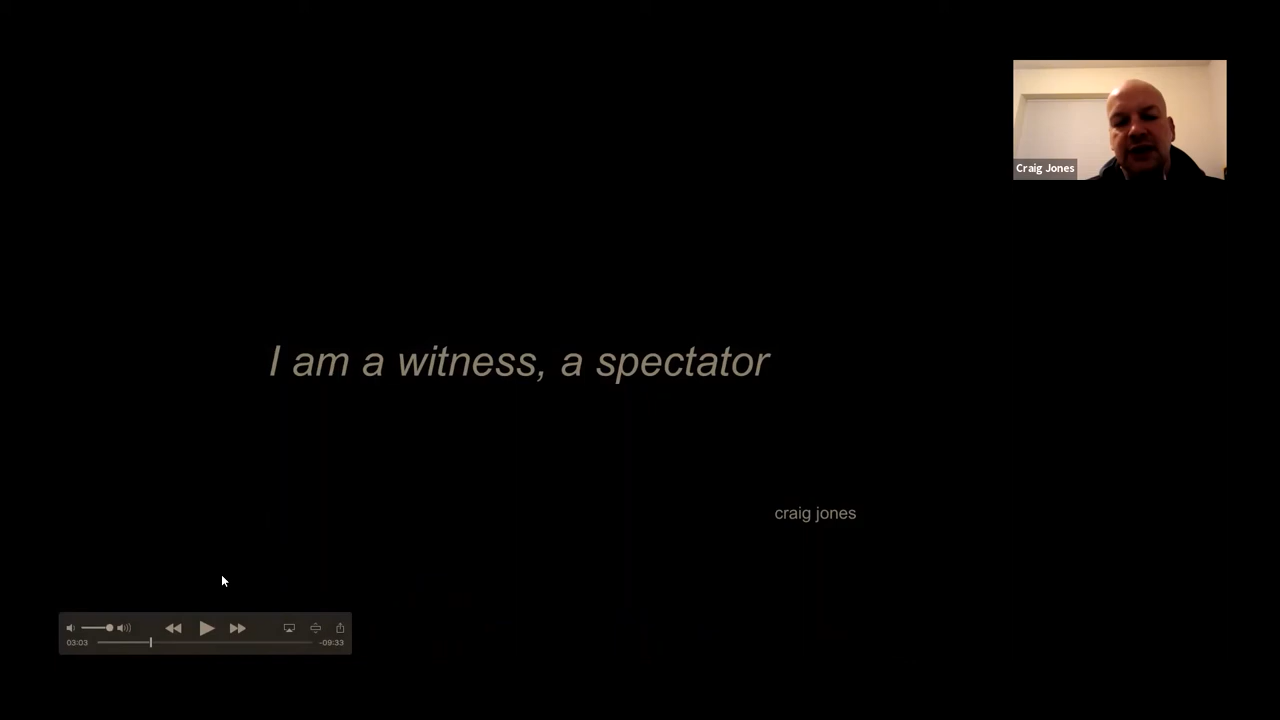 Craig Jones
I am a witness, a spectator
craig jones
03:03
-09:33